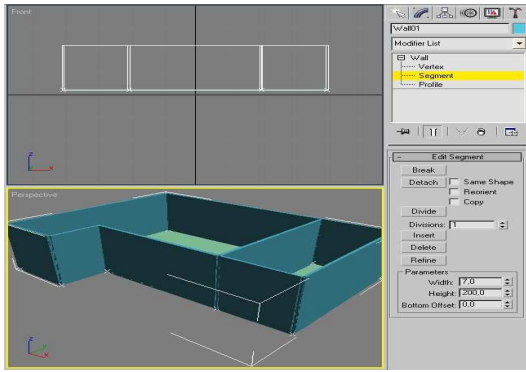 Front
z
x
Perspective
z
x
Wall01
Modifier List
Wall
Vertex
Segment
Profile
- Edit Segment
Break
Detach Same Shape
Reorient
Copy
Divide
Divisions: 1
Insert
Delete
Refine
Parameters
Width: 7,0
Height: 200,0
Bottom Offset: 0,0